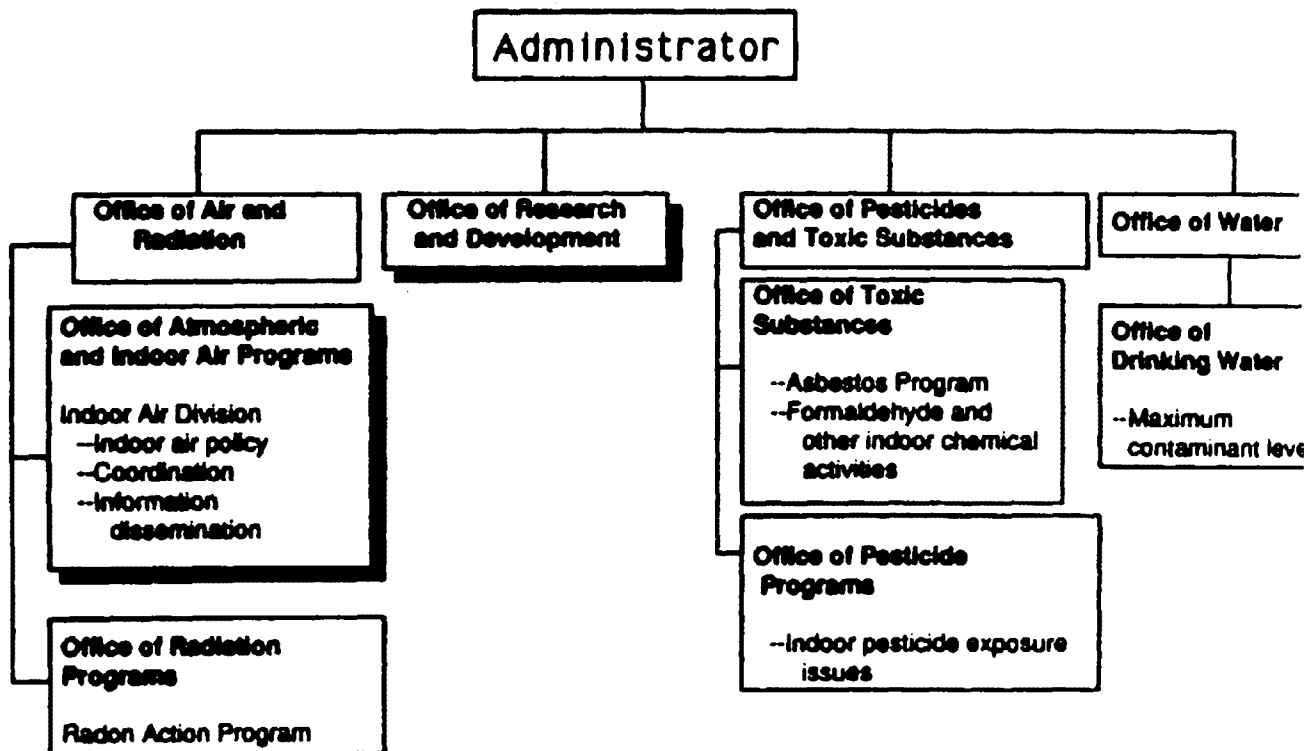 Administrator
Office of Air and
Radiation
Office of Atmospheric
and Indoor Air Programs
Indoor Air Division
--Indoor air policy
--Coordination
--Information
dissemination
Office of Radiation
Programs
Radon Action Program
Office of Research
and Development
Office of Pesticides
and Toxic Substances
Office of Toxic
Substances
--Asbestos Program
--Formaldehyde and
other indoor chemical
activities
Office of Pesticide
Programs
--Indoor pesticide exposure
issues
Office of Water
Office of
Drinking Water
--Maximum
contaminant leve